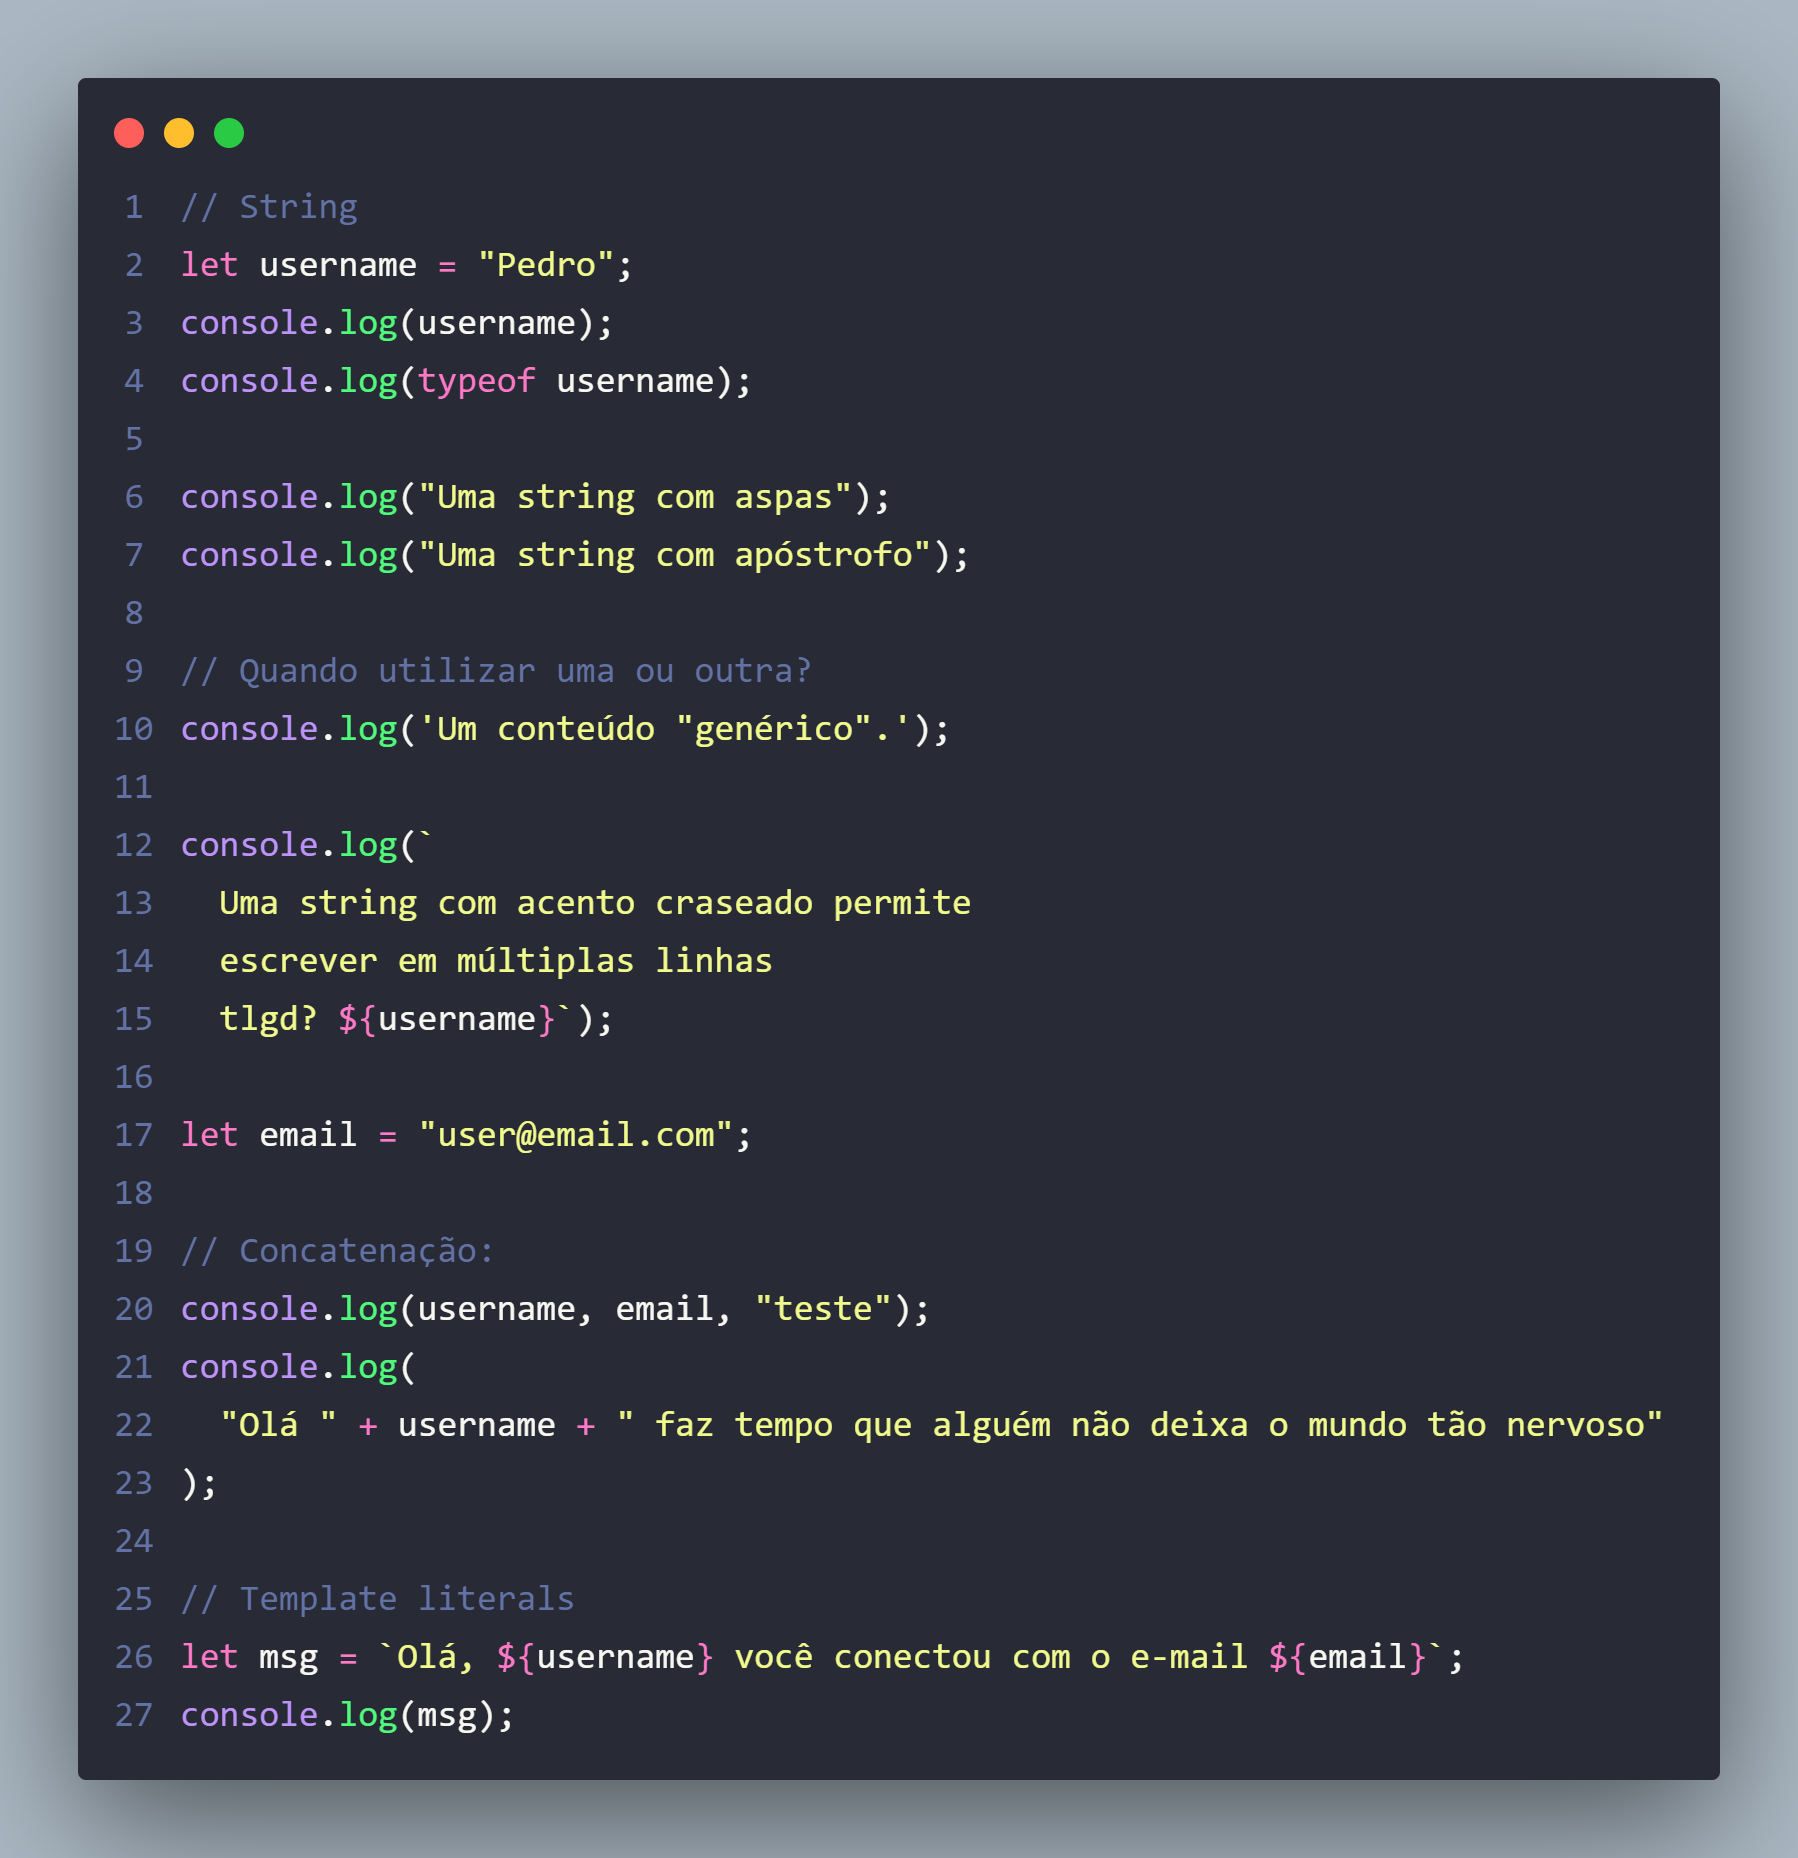 1 // String
2 let username = "Pedro";
3 console.log(username);
4 console.log(typeof username);
5
6 console.log("Uma string com aspas");
7 console.log("Uma string com apóstrofo");
8
9 // Quando utilizar uma ou outra?
10 console.log('Um conteúdo "genérico".');
11
12 console.log(`
13   Uma string com acento craseado permite
14   escrever em múltiplas linhas
15   tlgd? ${username}`);
16
17 let email = "user@email.com";
18
19 // Concatenação:
20 console.log(username, email, "teste");
21 console.log(
22   "Olá " + username + " faz tempo que alguém não deixa o mundo tão nervoso"
23 );
24
25 // Template literals
26 let msg = `Olá, ${username} você conectou com o e-mail ${email}`;
27 console.log(msg);